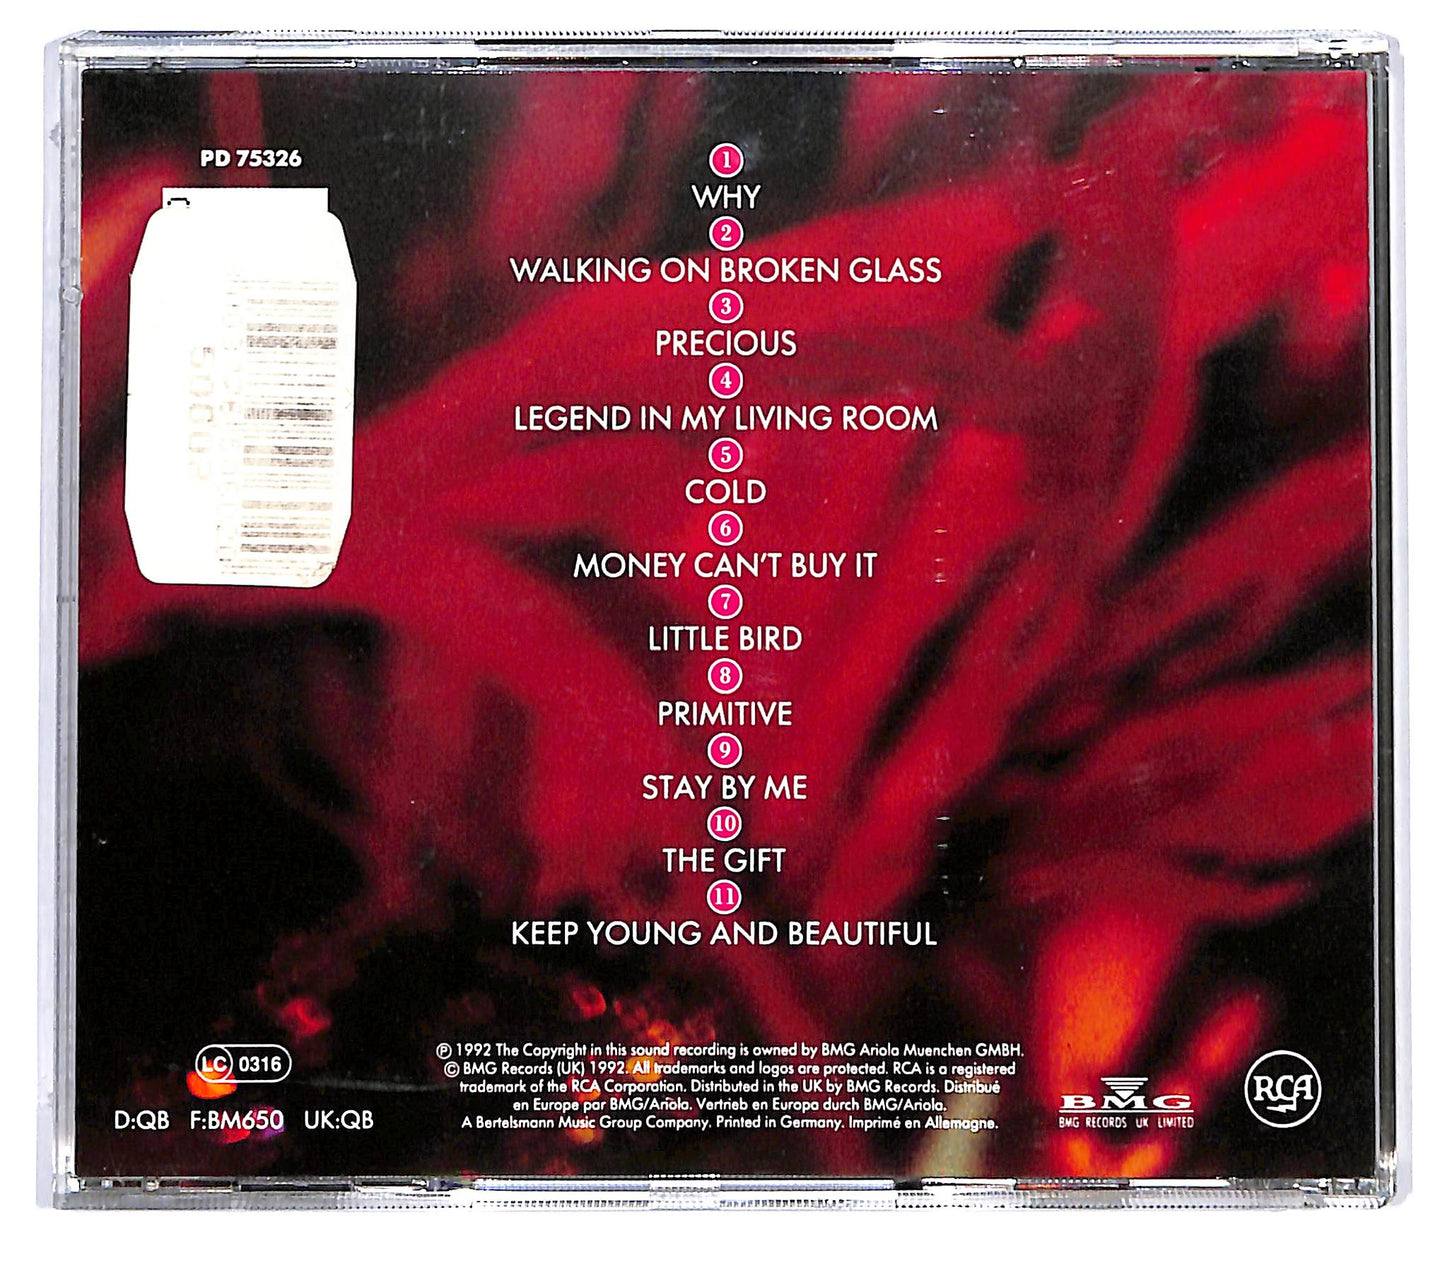 PD 75326
1
WHY
2
WALKING ON BROKEN GLASS
3
PRECIOUS
4
LEGEND IN MY LIVING ROOM
5
COLD
6
MONEY CAN'T BUY IT
7
LITTLE BIRD
8
PRIMITIVE
9
STAY BY ME
10
THE GIFT
11
KEEP YOUNG AND BEAUTIFUL
LC 0316
D:QB F:BM650 UK:QB
℗ 1992 The Copyright in this sound recording is owned by BMG Ariola Muenchen GMBH.
© BMG Records (UK) 1992. All trademarks and logos are protected. RCA is a registered
trademark of the RCA Corporation. Distributed in the UK by BMG Records. Distribué
en Europe par BMG/Ariola. Vertrieb en Europa durch BMG/Ariola.
A Bertelsmann Music Group Company. Printed in Germany. Imprimé en Allemagne.
BMG
BMG RECORDS UK LIMITED
RCA